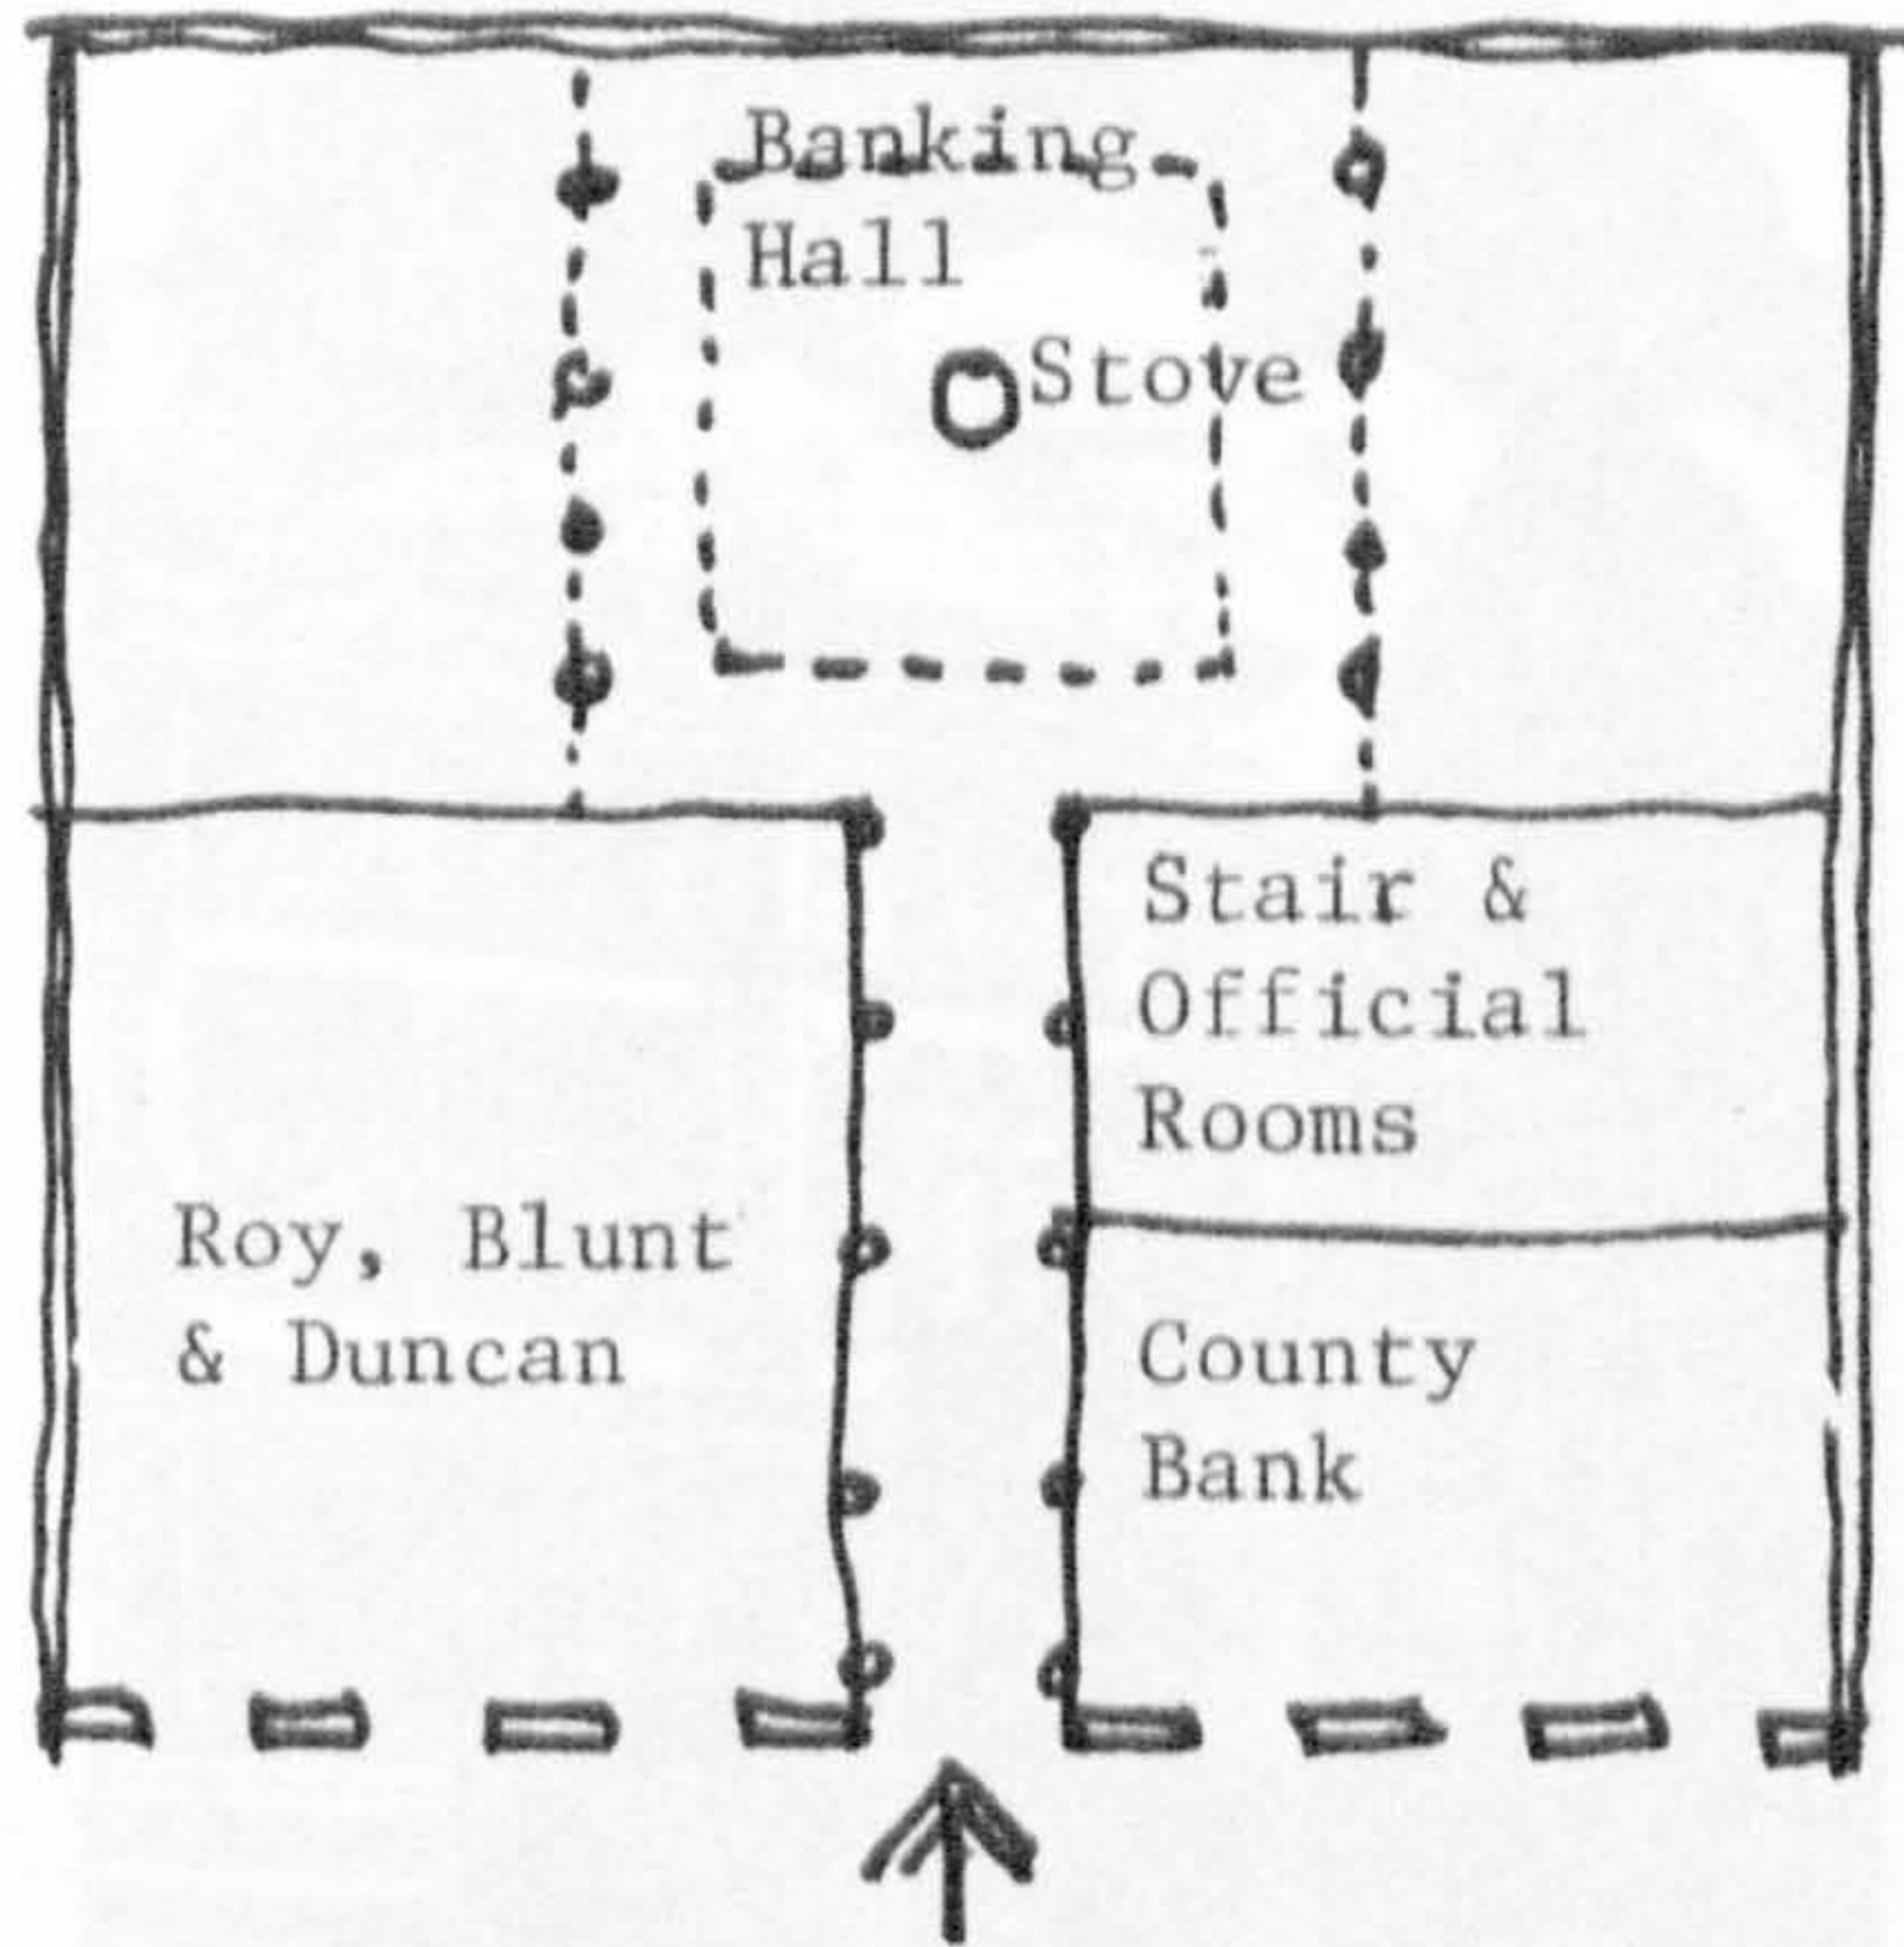 Banking
Hall
Stove
Stair &
Official
Rooms
Roy, Blunt
& Duncan
County
Bank